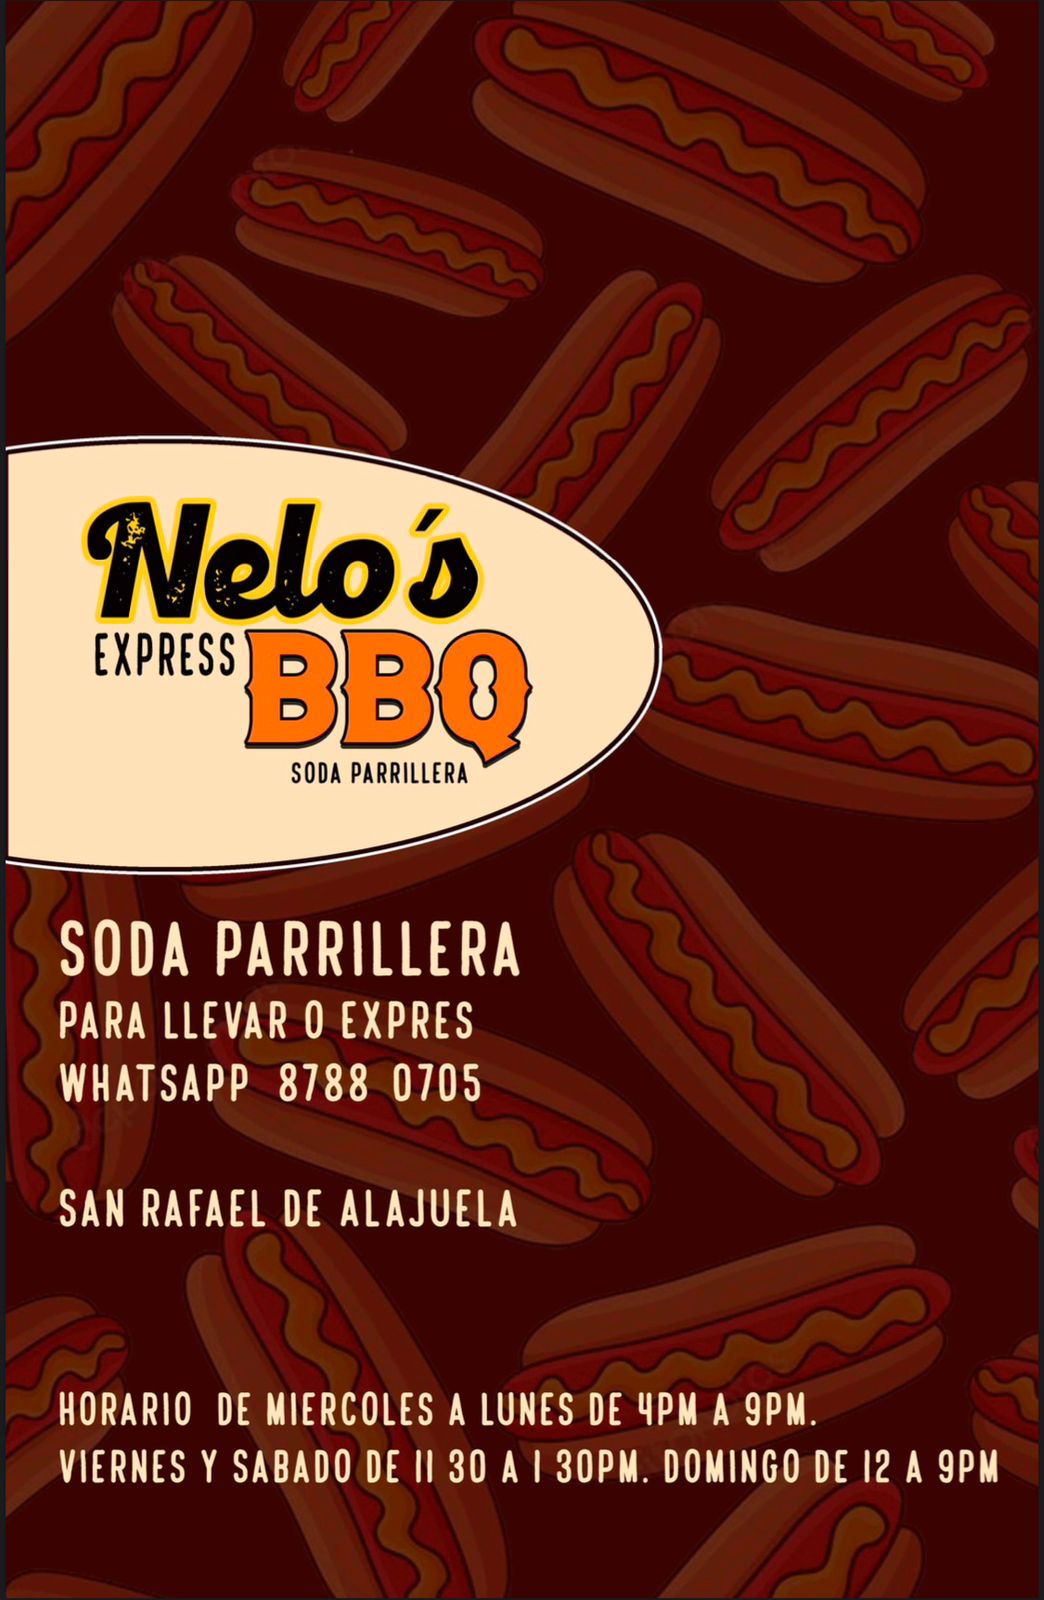 Nelo´s
EXPRESS BBQ
SODA PARRILLERA
SODA PARRILLERA
PARA LLEVAR O EXPRES
WHATSAPP 8788 0705
SAN RAFAEL DE ALAJUELA
HORARIO DE MIERCOLES A LUNES DE 4PM A 9PM.
VIERNES Y SABADO DE 11 30 A 1 30PM. DOMINGO DE 12 A 9PM